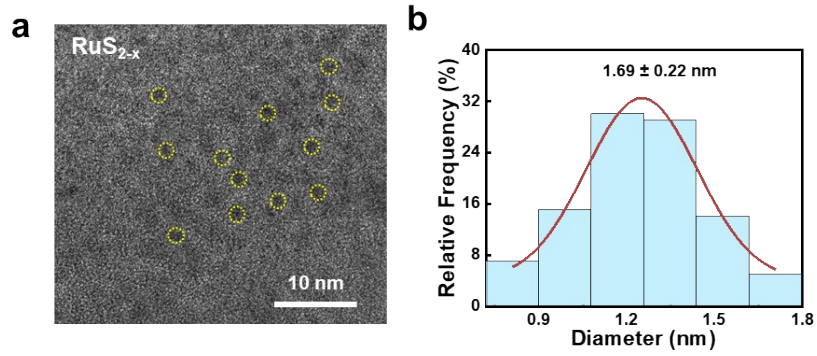 a
RuS2-x
10 nm
b
1.69 ± 0.22 nm
Relative Frequency (%)
40
32
24
16
8
0
0.9 1.2 1.5 1.8
Diameter (nm)